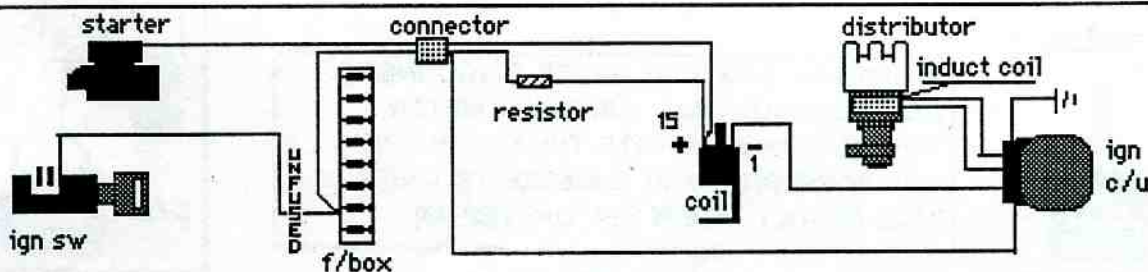 starter
connector
distributor
induct coil
resistor
15
+
-
1
coil
ign
c/u
UNFUSED
ign sw
f/box